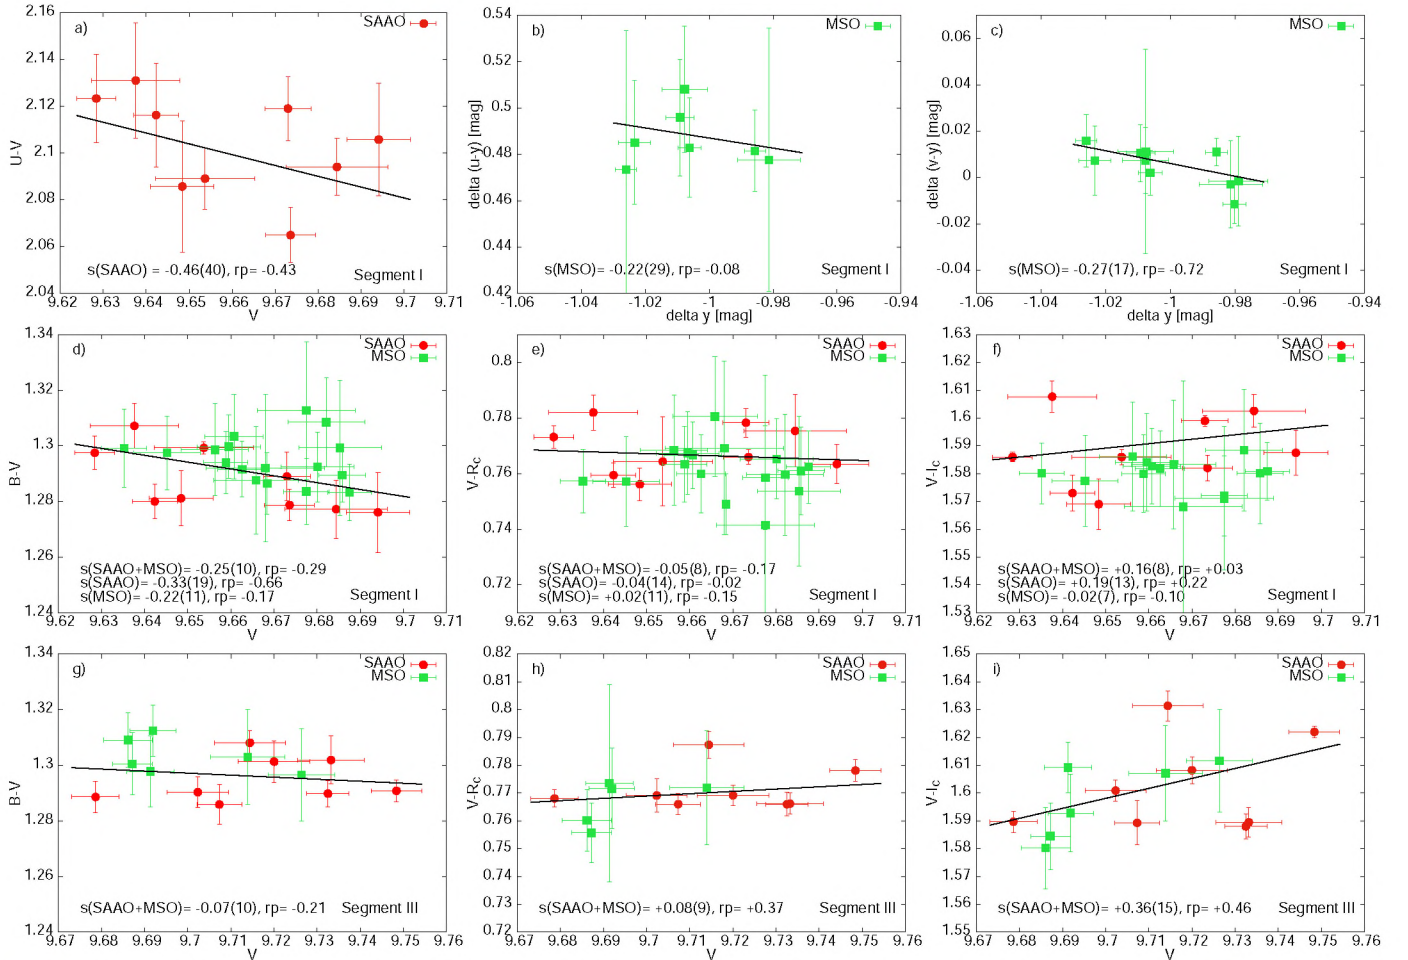 a)
SAAO
2.16
2.14
2.12
2.1
2.08
2.06
2.04
U-V
s(SAAO) = -0.46(40), rp= -0.43
Segment I
9.62 9.63 9.64 9.65 9.66 9.67 9.68 9.69 9.7 9.71
V
b)
MSO
0.54
0.52
0.5
0.48
0.46
0.44
0.42
delta (u-y) [mag]
s(MSO)= -0.22(29), rp= -0.08
Segment I
-1.06 -1.04 -1.02 -1 -0.98 -0.96 -0.94
delta y [mag]
c)
MSO
0.06
0.04
0.02
0
-0.02
-0.04
delta (v-y) [mag]
s(MSO)= -0.27(17), rp= -0.72
Segment I
-1.06 -1.04 -1.02 -1 -0.98 -0.96 -0.94
delta y [mag]
d)
SAAO
MSO
1.34
1.32
1.3
1.28
1.26
1.24
B-V
s(SAAO+MSO)= -0.25(10), rp= -0.29
s(SAAO)= -0.33(19), rp= -0.66
s(MSO)= -0.22(11), rp= -0.17
Segment I
9.62 9.63 9.64 9.65 9.66 9.67 9.68 9.69 9.7 9.71
V
e)
SAAO
MSO
0.8
0.78
0.76
0.74
0.72
V-Rc
s(SAAO+MSO)= -0.05(8), rp= -0.17
s(SAAO)= -0.04(14), rp= -0.02
s(MSO)= +0.02(11), rp= -0.15
Segment I
9.62 9.63 9.64 9.65 9.66 9.67 9.68 9.69 9.7 9.71
V
f)
SAAO
MSO
1.63
1.62
1.61
1.6
1.59
1.58
1.57
1.56
1.55
1.54
1.53
V-Ic
s(SAAO+MSO)= +0.16(8), rp= +0.03
s(SAAO)= +0.19(13), rp= +0.22
s(MSO)= -0.02(7), rp= -0.10
Segment I
9.62 9.63 9.64 9.65 9.66 9.67 9.68 9.69 9.7 9.71
V
g)
SAAO
MSO
1.34
1.32
1.3
1.28
1.26
1.24
B-V
s(SAAO+MSO)= -0.07(10), rp= -0.21
Segment III
9.67 9.68 9.69 9.7 9.71 9.72 9.73 9.74 9.75 9.76
V
h)
SAAO
MSO
0.82
0.81
0.8
0.79
0.78
0.77
0.76
0.75
0.74
0.73
0.72
V-Rc
s(SAAO+MSO)= +0.08(9), rp= +0.37
Segment III
9.67 9.68 9.69 9.7 9.71 9.72 9.73 9.74 9.75 9.76
V
i)
SAAO
MSO
1.65
1.64
1.63
1.62
1.61
1.6
1.59
1.58
1.57
1.56
1.55
V-Ic
s(SAAO+MSO)= +0.36(15), rp= +0.46
Segment III
9.67 9.68 9.69 9.7 9.71 9.72 9.73 9.74 9.75 9.76
V